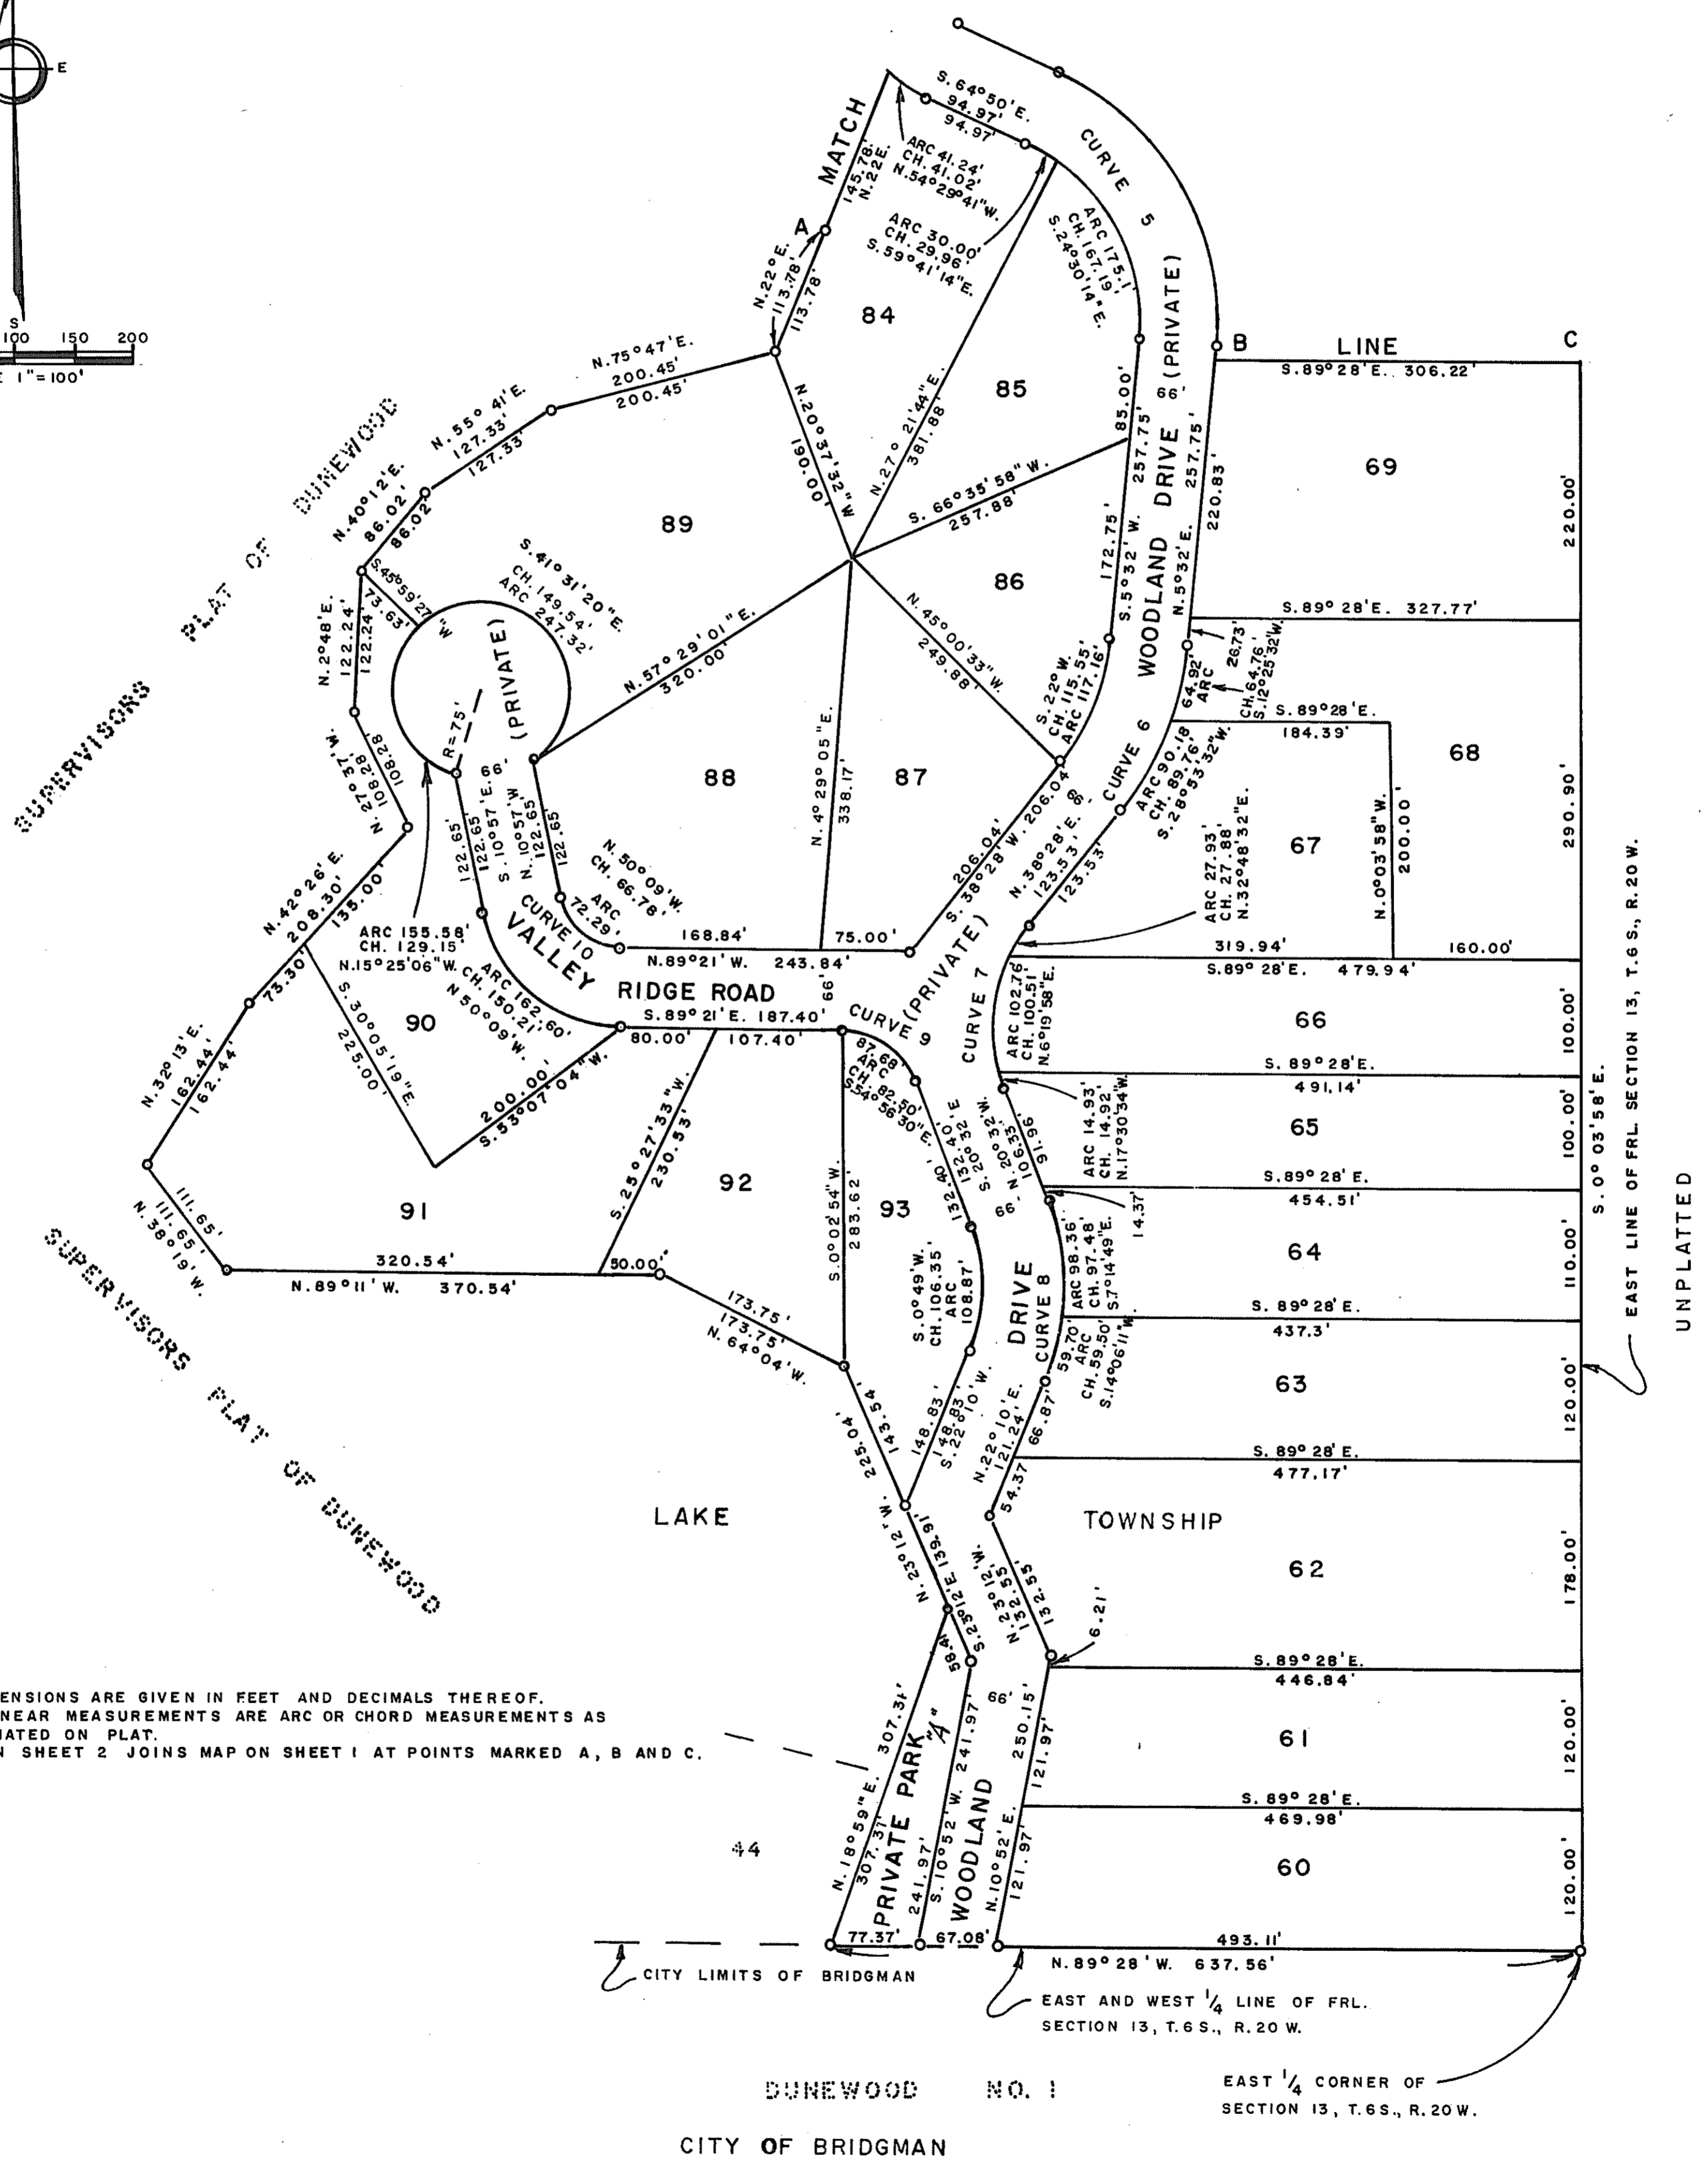 E
S
100 150 200
1"=100'
S. 64°50'E.
94.97'
94.97'
MATCH
145.78'
N.22E.
ARC 41.24'
CH. 41.02'
N.54°29'41"W.
CURVE 5
A
N.22°E.
113.78'
113.78'
ARC 30.00'
CH. 29.96'
S.59°41'14"E.
ARC 175.1'
CH. 167.19'
S.24°30'14"E.
84
B
LINE
C
S.89°28'E. 306.22'
N.75°47'E.
200.45'
200.45'
85
N.27°21'44"E.
381.88'
85.00'
66'
WOODLAND DRIVE (PRIVATE)
N. 55° 41'E.
127.33'
127.33'
N.20°37'32"W.
190.00'
69
220.00'
S. 66°35'58"W.
257.88'
172.75'
S.5°32'W. 257.75'
N.5°32'E. 257.75'
220.83'
PLAT OF DUNEWOOD
SUPERVISORS
N.40°12'E.
86.02'
86.02'
89
86
S.45°59'27"W
73.63'
S.41°31'20"E.
CH. 149.54'
ARC 247.32'
N.2°48'E.
122.24'
122.24'
N.57°29'01"E.
320.00'
N.45°00'33"W.
249.88'
S.89°28'E. 327.77'
26.73'
64.92'
ARC
CH. 64.76'
S.12°25'32"W.
S.22°W.
CH. 115.55'
ARC 117.16'
S.89°28'E.
184.39'
68
R=75'
(PRIVATE)
66'
N. 27°37'W.
108.28'
108.28'
88
N. 4°29'05"E.
338.17'
87
CURVE 6
ARC 90.18
CH. 89.76'
S.28°53'32"W.
67
N.0°03'58"W.
200.00'
290.90'
122.65'
122.65'
S. 10°57'E.
N. 10°57'W
122.65'
122.65'
N. 50°09'W.
CH. 66.78'
ARC
72.29'
206.04'
S. 38°28'W. 206.04'
66'
N.38°28'E.
123.53'
123.53'
ARC 27.93'
CH. 27.88'
N.32°48'32"E.
N.42°26'E.
208.30'
135.00'
73.30'
ARC 155.58'
CH. 129.15'
N.15°25'06"W.
CURVE 10
168.84' 75.00'
N.89°21'W. 243.84'
319.94' 160.00'
S.89°28'E. 479.94'
VALLEY
RIDGE ROAD
66'
(PRIVATE)
ARC 162.60'
CH. 150.21'
N 50°09'W.
S.89°21'E. 187.40'
80.00' 107.40'
CURVE 9
CURVE 7
ARC 102.76'
CH. 100.51'
N.6°19'58"E.
66
100.00'
90
S. 30°05'19"E.
225.00'
200.00'
S.53°07'04"W.
87.68'
ARC
CH. 82.50'
S54°56'30"E.
S.89°28'E.
491.14'
N.32°13'E.
162.44'
162.44'
S.25°27'33"W.
230.53'
92
S.0°02'54"W.
283.62'
93
132.40'
132.40'
S. 20°32'E
N. 20°32'W.
106.33'
91.96'
66'
ARC 14.93'
CH. 14.92'
N.17°30'34"W.
65
100.00'
S.89°28'E.
454.51'
14.37'
91
111.65'
111.65'
N. 38°19'W.
320.54' 50.00'
N.89°11'W. 370.54'
173.75'
173.75'
N. 64°04'W.
S.0°49'W.
CH. 106.35'
ARC
108.87'
DRIVE
CURVE 8
ARC 98.36'
CH. 97.48'
S.7°14'49"E.
64
110.00'
S. 89°28'E.
437.3'
59.70'
ARC
CH. 59.50'
S.14°06'11"W.
63
120.00'
S.0°03'58"E.
EAST LINE OF FRL. SECTION 13, T.6 S., R.20W.
UNPLATTED
SUPERVISORS PLAT OF DUNEWOOD
143.54'
225.04'
N. 23°12'W.
148.83'
148.83'
S. 22°10'W.
N.22°10'E.
121.24'
66.87'
54.37
S. 89°28'E.
477.17'
LAKE
TOWNSHIP
62
178.00'
S.23°12'E. 139.91'
58.41'
N.23°12'W.
132.55'
132.55'
6.21'
S. 89°28'E.
446.84'
ENSIONS ARE GIVEN IN FEET AND DECIMALS THEREOF.
NEAR MEASUREMENTS ARE ARC OR CHORD MEASUREMENTS AS
ATED ON PLAT.
SHEET 2 JOINS MAP ON SHEET 1 AT POINTS MARKED A, B AND C.
66'
61
120.00'
S. 89° 28'E.
469.98'
44
N. 18°59"E. 307.31'
307.31'
PRIVATE PARK "A"
241.97'
S. 10°52'W. 241.97'
WOODLAND
N.10°52'E. 250.15'
121.97'
121.97'
60
120.00'
77.37' 67.08' 493.11'
N.89°28'W. 637.56'
CITY LIMITS OF BRIDGMAN
EAST AND WEST 1/4 LINE OF FRL.
SECTION 13, T.6 S., R.20 W.
EAST 1/4 CORNER OF
SECTION 13, T.6 S., R.20 W.
DUNEWOOD NO. 1
CITY OF BRIDGMAN